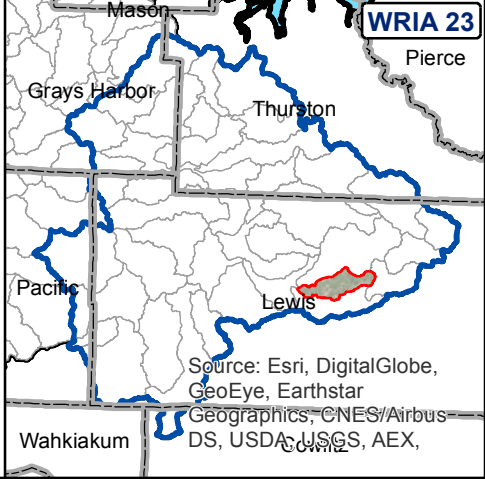 Mason
WRIA 23
Pierce
Grays Harbor
Thurston
Pacific
Lewis
Source: Esri, DigitalGlobe,
GeoEye, Earthstar
Geographics, CNES/Airbus
DS, USDA, USGS, AEX,
Wahkiakum
Cowlitz